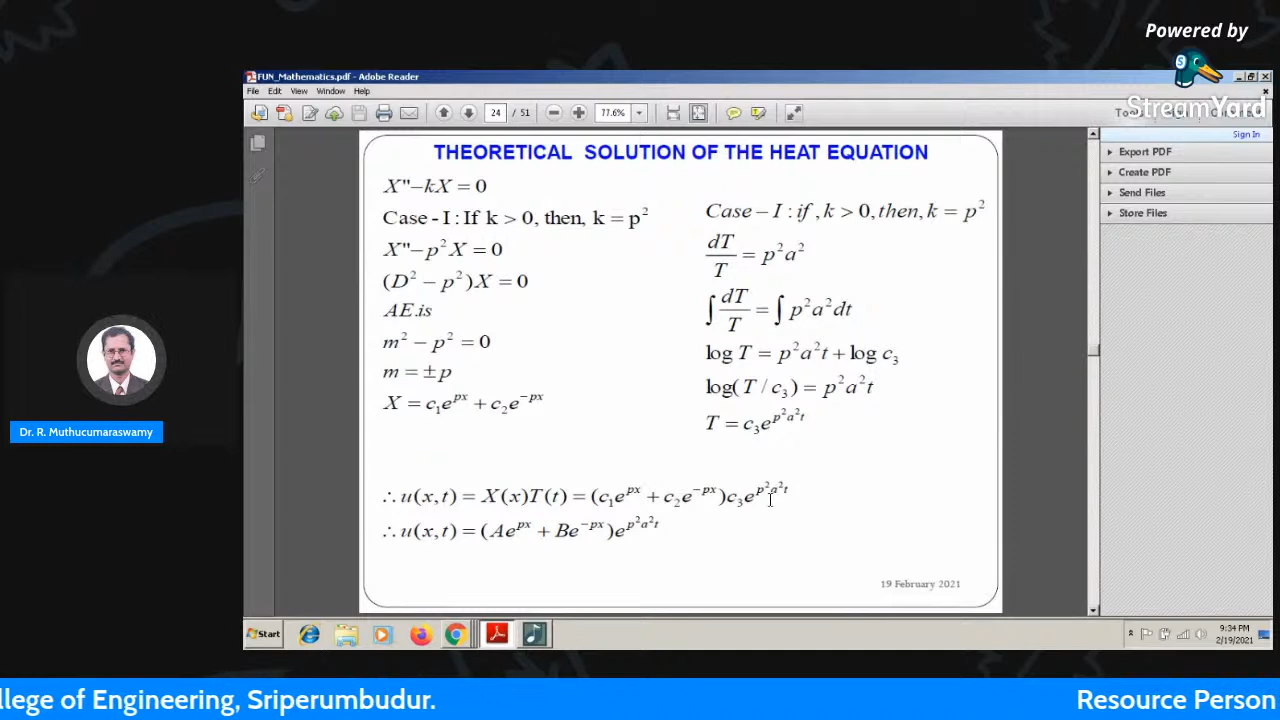 Powered by
StreamYard
FUN_Mathematics.pdf - Adobe Reader
File Edit View Window Help
24 / 51 77.6%
Sign In
Export PDF
Create PDF
Send Files
Store Files
THEORETICAL SOLUTION OF THE HEAT EQUATION
X"−kX = 0
Case - I : If k > 0, then, k = p²
X"−p²X = 0
(D² − p²)X = 0
AE.is
m² − p² = 0
m = ±p
X = c₁e^{px} + c₂e^{−px}
Case − I : if , k > 0, then, k = p²
dT/T = p²a²
∫ dT/T = ∫ p²a²dt
log T = p²a²t + log c₃
log( T / c₃ ) = p²a²t
T = c₃e^{p²a²t}
∴ u(x,t) = X(x)T(t) = (c₁e^{px} + c₂e^{−px})c₃e^{p²a²t}
∴ u(x,t) = (Ae^{px} + Be^{−px})e^{p²a²t}
19 February 2021
Dr. R. Muthucumaraswamy
Start
9:34 PM
2/19/2021
llege of Engineering, Sriperumbudur. Resource Person